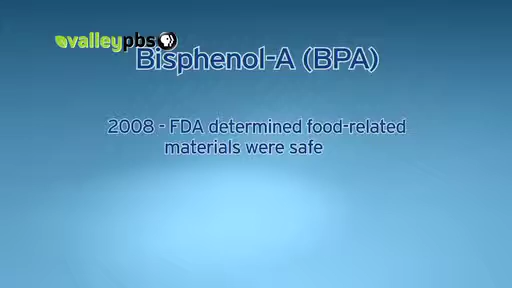 valleypbs
Bisphenol-A (BPA)
2008 - FDA determined food-related
materials were safe